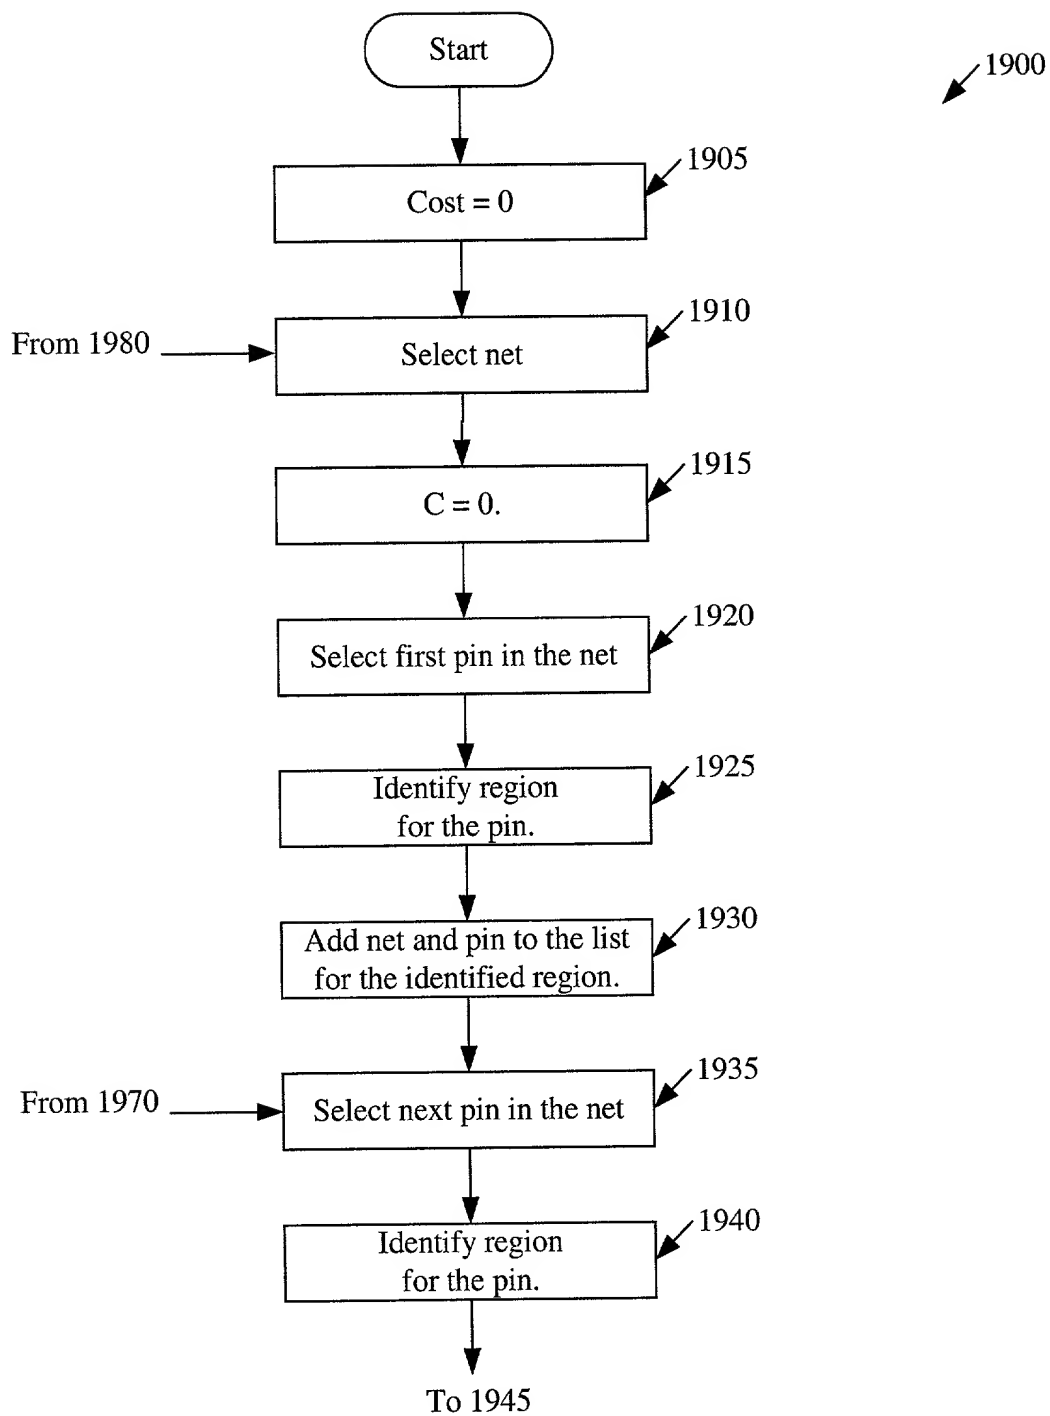 Start
1900
1905
Cost = 0
1910
From 1980
Select net
1915
C = 0.
1920
Select first pin in the net
1925
Identify region
for the pin.
1930
Add net and pin to the list
for the identified region.
1935
From 1970
Select next pin in the net
1940
Identify region
for the pin.
To 1945